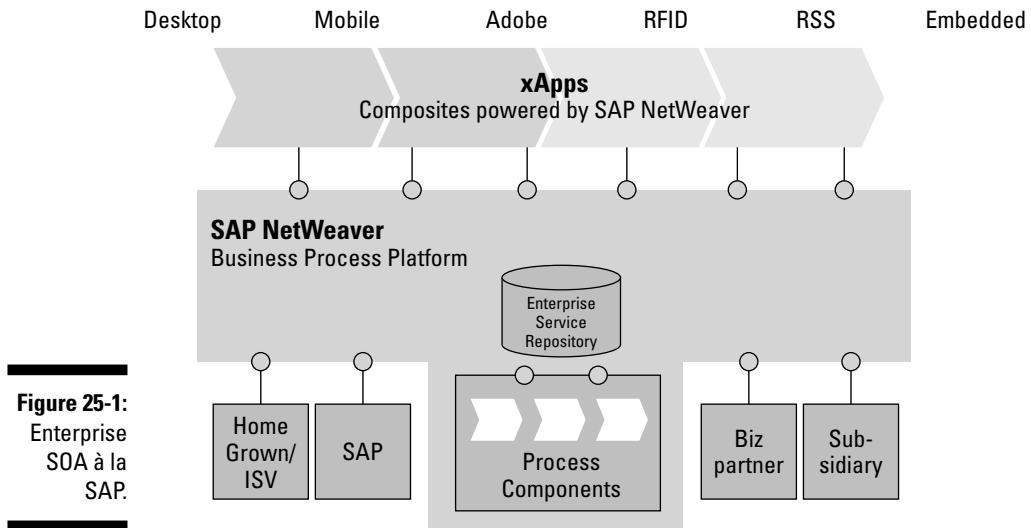 Desktop Mobile Adobe RFID RSS Embedded
xApps
Composites powered by SAP NetWeaver
SAP NetWeaver
Business Process Platform
Enterprise
Service
Repository
Figure 25-1:
Enterprise
SOA à la
SAP.
Home
Grown/
ISV
SAP
Process
Components
Biz
partner
Sub-
sidiary